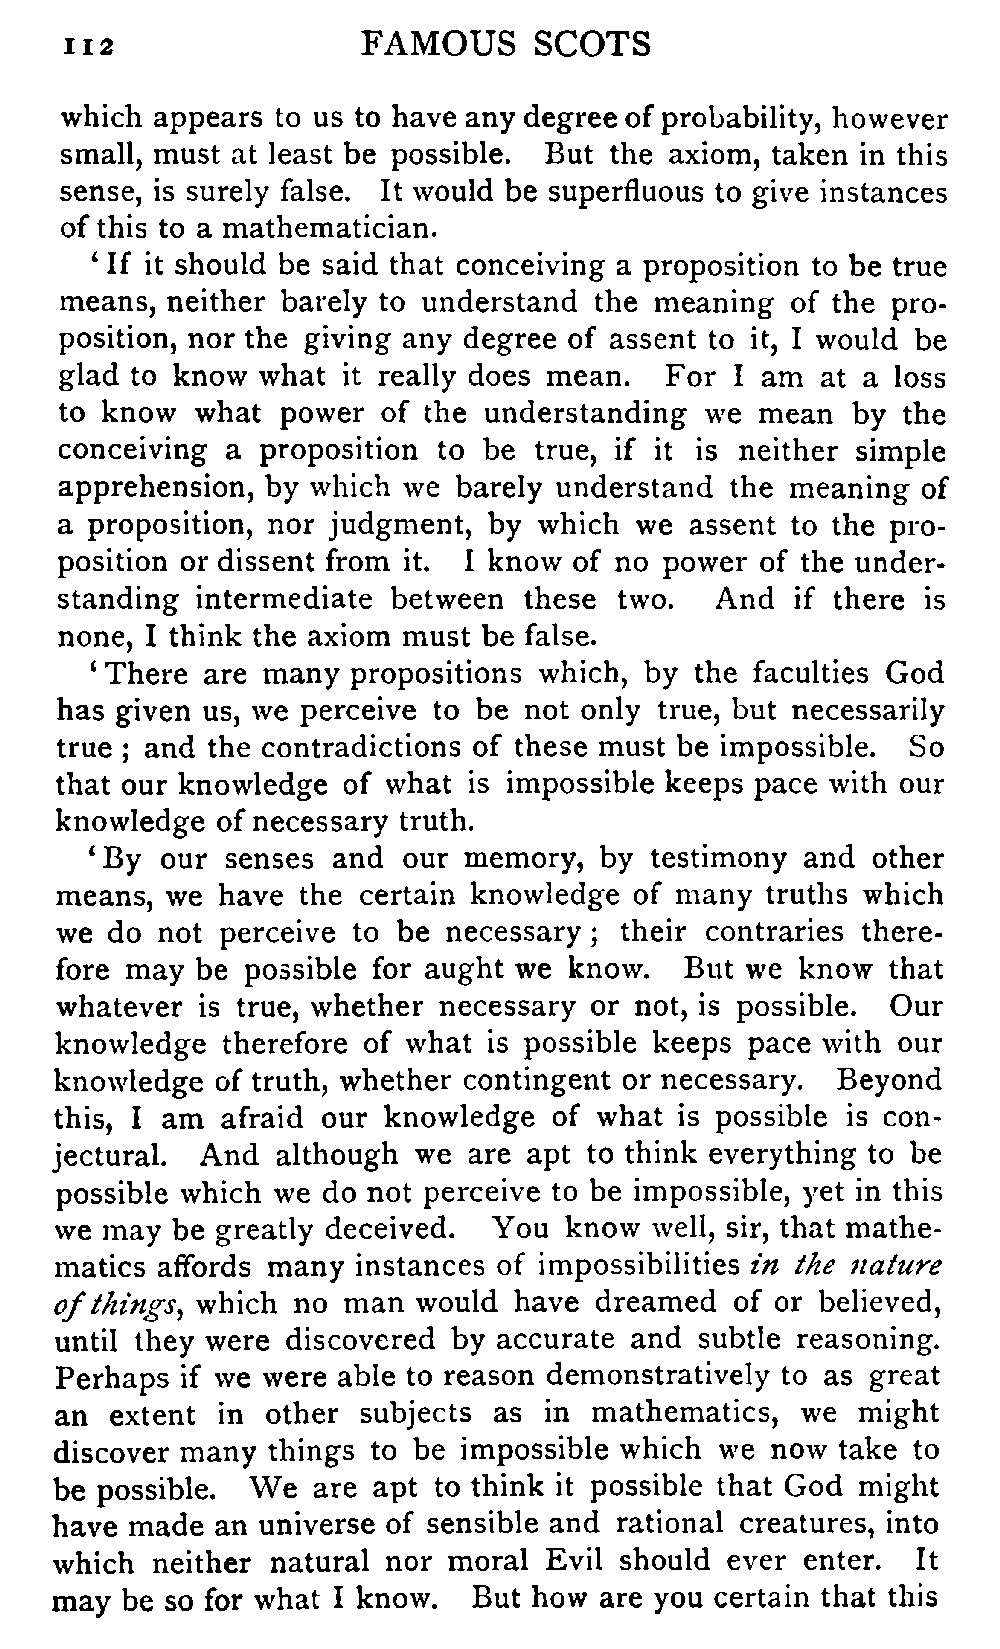 112 FAMOUS SCOTS
which appears to us to have any degree of probability, however
small, must at least be possible. But the axiom, taken in this
sense, is surely false. It would be superfluous to give instances
of this to a mathematician.
‘If it should be said that conceiving a proposition to be true
means, neither barely to understand the meaning of the pro-
position, nor the giving any degree of assent to it, I would be
glad to know what it really does mean. For I am at a loss
to know what power of the understanding we mean by the
conceiving a proposition to be true, if it is neither simple
apprehension, by which we barely understand the meaning of
a proposition, nor judgment, by which we assent to the pro-
position or dissent from it. I know of no power of the under-
standing intermediate between these two. And if there is
none, I think the axiom must be false.
‘There are many propositions which, by the faculties God
has given us, we perceive to be not only true, but necessarily
true ; and the contradictions of these must be impossible. So
that our knowledge of what is impossible keeps pace with our
knowledge of necessary truth.
‘By our senses and our memory, by testimony and other
means, we have the certain knowledge of many truths which
we do not perceive to be necessary ; their contraries there-
fore may be possible for aught we know. But we know that
whatever is true, whether necessary or not, is possible. Our
knowledge therefore of what is possible keeps pace with our
knowledge of truth, whether contingent or necessary. Beyond
this, I am afraid our knowledge of what is possible is con-
jectural. And although we are apt to think everything to be
possible which we do not perceive to be impossible, yet in this
we may be greatly deceived. You know well, sir, that mathe-
matics affords many instances of impossibilities in the nature
of things, which no man would have dreamed of or believed,
until they were discovered by accurate and subtle reasoning.
Perhaps if we were able to reason demonstratively to as great
an extent in other subjects as in mathematics, we might
discover many things to be impossible which we now take to
be possible. We are apt to think it possible that God might
have made an universe of sensible and rational creatures, into
which neither natural nor moral Evil should ever enter. It
may be so for what I know. But how are you certain that this